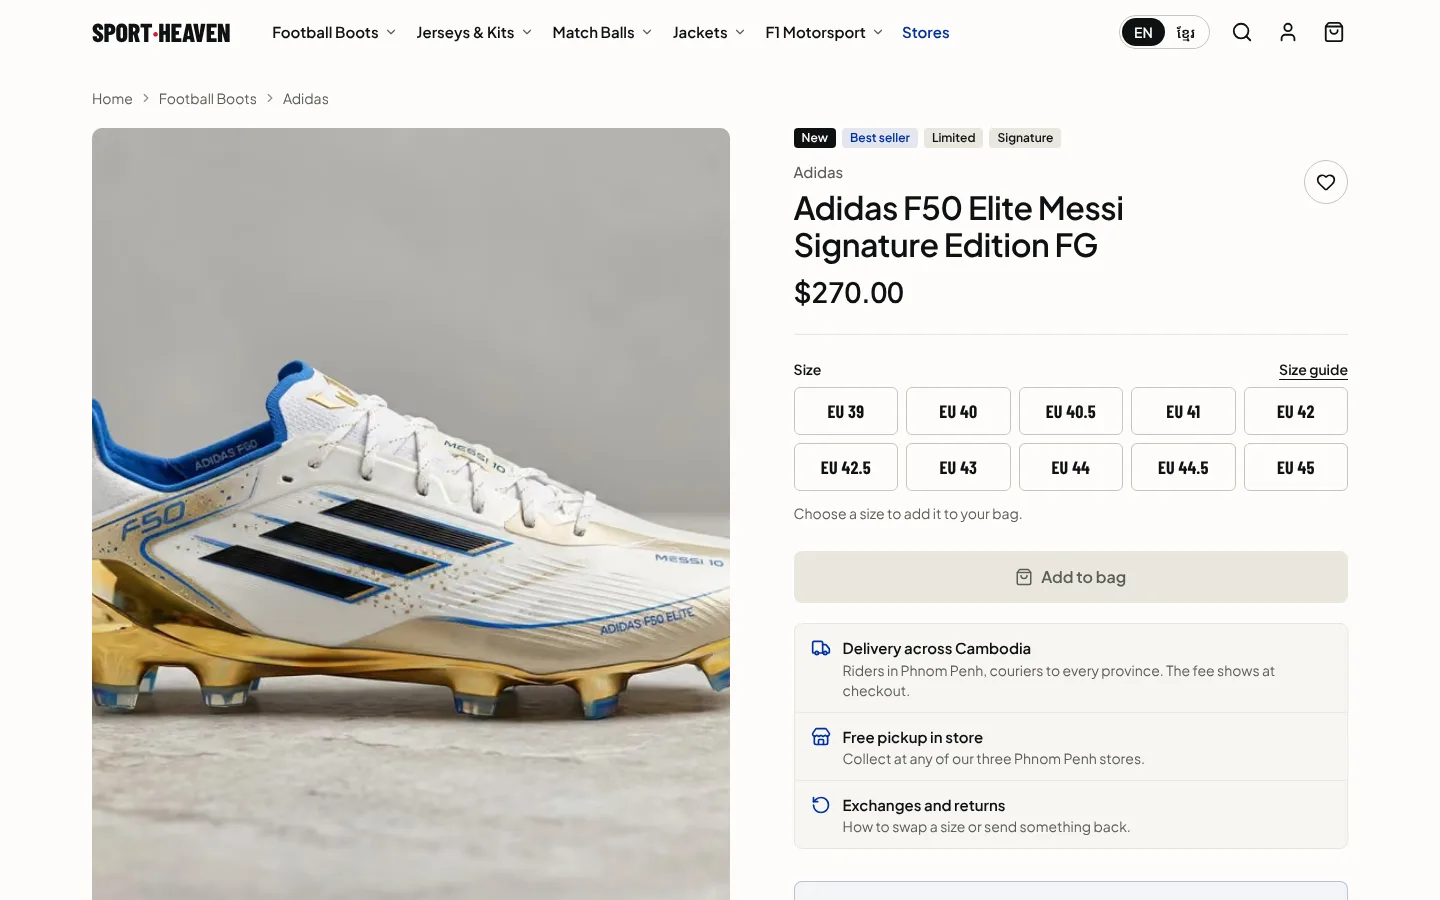 SPORT·HEAVEN
Football Boots
Jerseys & Kits
Match Balls
Jackets
F1 Motorsport
Stores
EN
ខ្មែរ
Home
Football Boots
Adidas
New
Best seller
Limited
Signature
Adidas
Adidas F50 Elite Messi
Signature Edition FG
$270.00
Size
Size guide
EU 39
EU 40
EU 40.5
EU 41
EU 42
EU 42.5
EU 43
EU 44
EU 44.5
EU 45
Choose a size to add it to your bag.
Add to bag
Delivery across Cambodia
Riders in Phnom Penh, couriers to every province. The fee shows at
checkout.
Free pickup in store
Collect at any of our three Phnom Penh stores.
Exchanges and returns
How to swap a size or send something back.
ADIDAS F50
MESSI 10
F50
MESSI 10
ADIDAS F50 ELITE